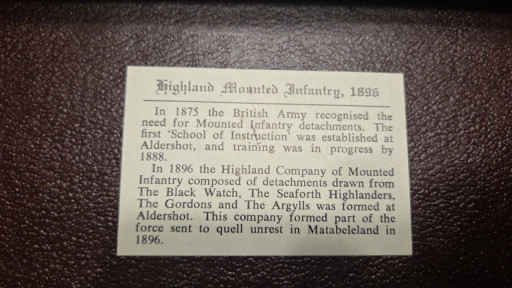 Highland Mounted Infantry, 1896
In 1875 the British Army recognised the
need for Mounted Infantry detachments. The
first 'School of Instruction' was established at
Aldershot, and training was in progress by
1888.
In 1896 the Highland Company of Mounted
Infantry composed of detachments drawn from
The Black Watch, The Seaforth Highlanders,
The Gordons and The Argylls was formed at
Aldershot. This company formed part of the
force sent to quell unrest in Matabeleland in
1896.